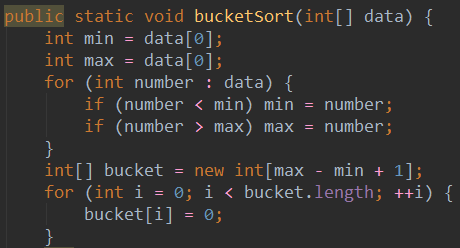 public static void bucketSort(int[] data) {
int min = data[0];
int max = data[0];
for (int number : data) {
if (number < min) min = number;
if (number > max) max = number;
}
int[] bucket = new int[max - min + 1];
for (int i = 0; i < bucket.length; ++i) {
bucket[i] = 0;
}